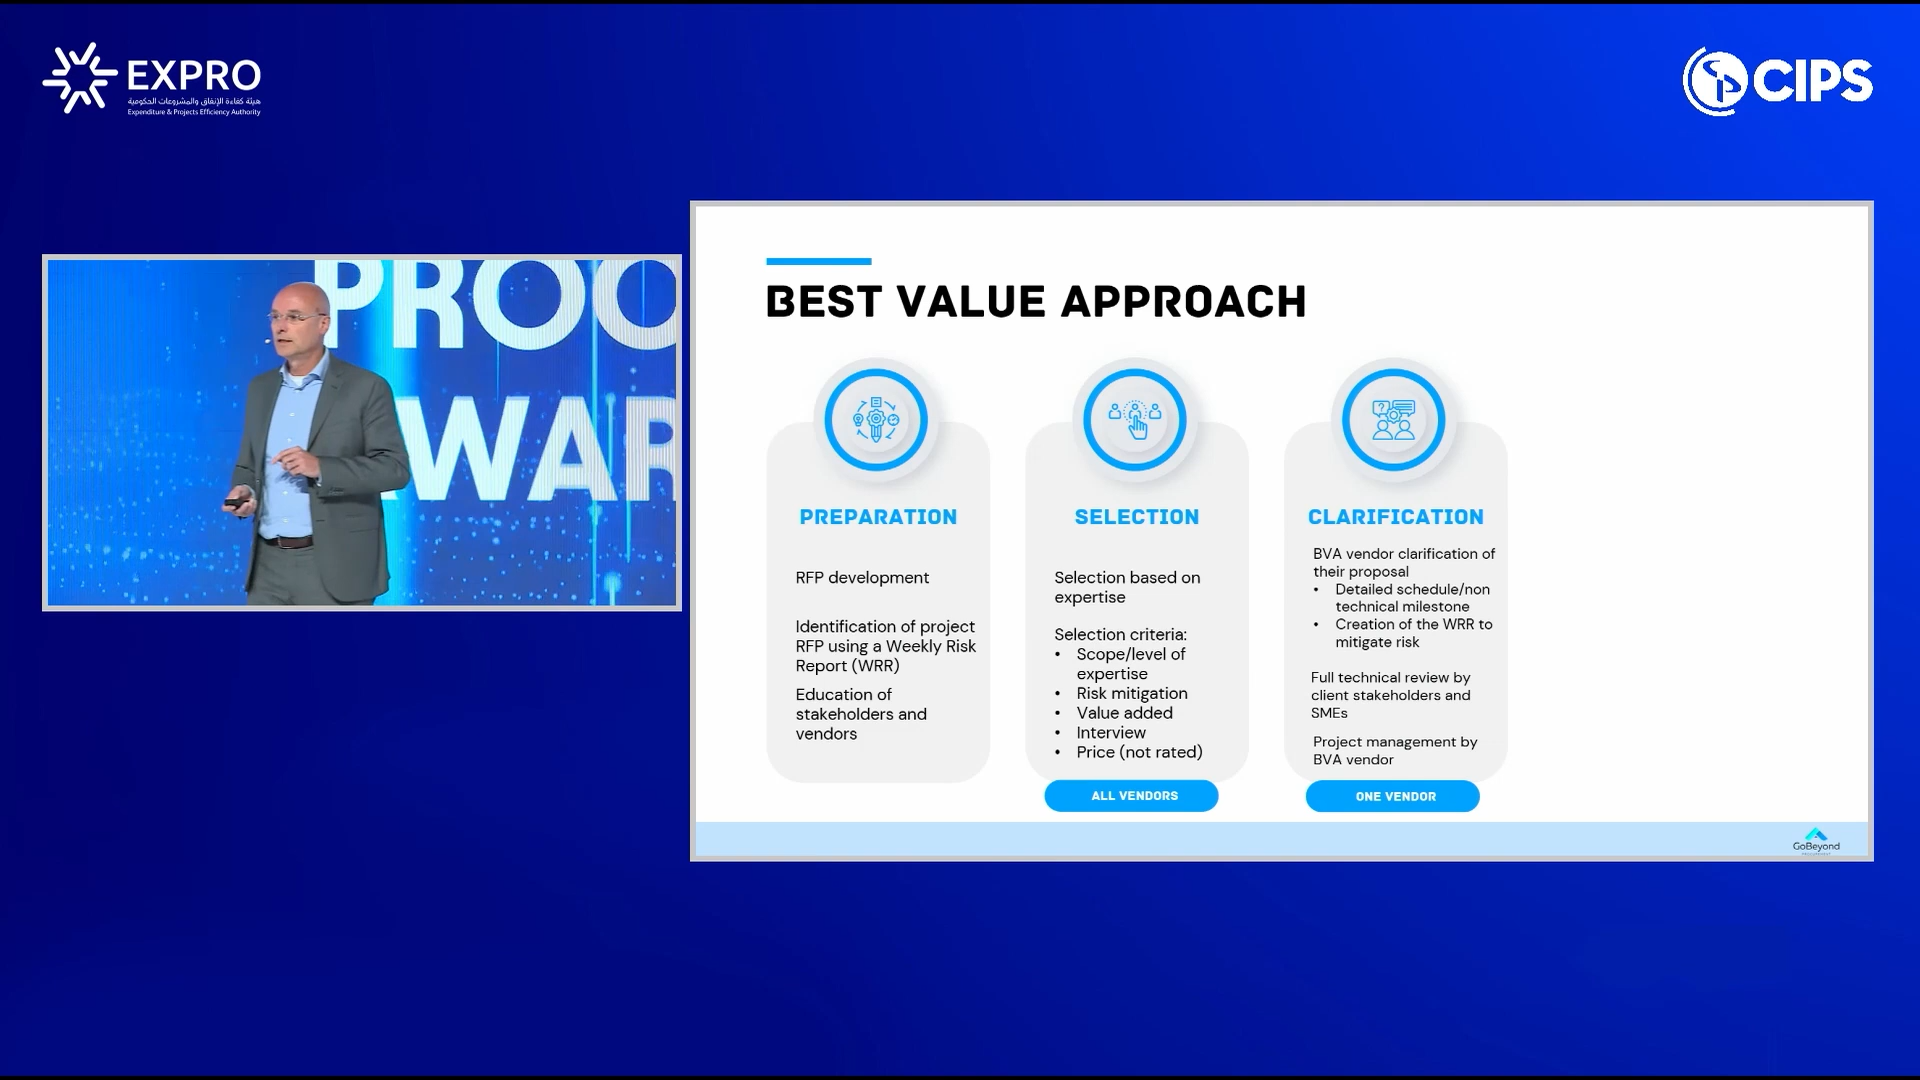 EXPRO
هيئة كفاءة الإنفاق والمشروعات الحكومية
Expenditure & Projects Efficiency Authority
CIPS
PROC
WAR
BEST VALUE APPROACH
PREPARATION
RFP development
Identification of project
RFP using a Weekly Risk
Report (WRR)
Education of
stakeholders and
vendors
SELECTION
Selection based on
expertise
Selection criteria:
• Scope/level of
expertise
• Risk mitigation
• Value added
• Interview
• Price (not rated)
ALL VENDORS
CLARIFICATION
BVA vendor clarification of
their proposal
• Detailed schedule/non
technical milestone
• Creation of the WRR to
mitigate risk
Full technical review by
client stakeholders and
SMEs
Project management by
BVA vendor
ONE VENDOR
GoBeyond